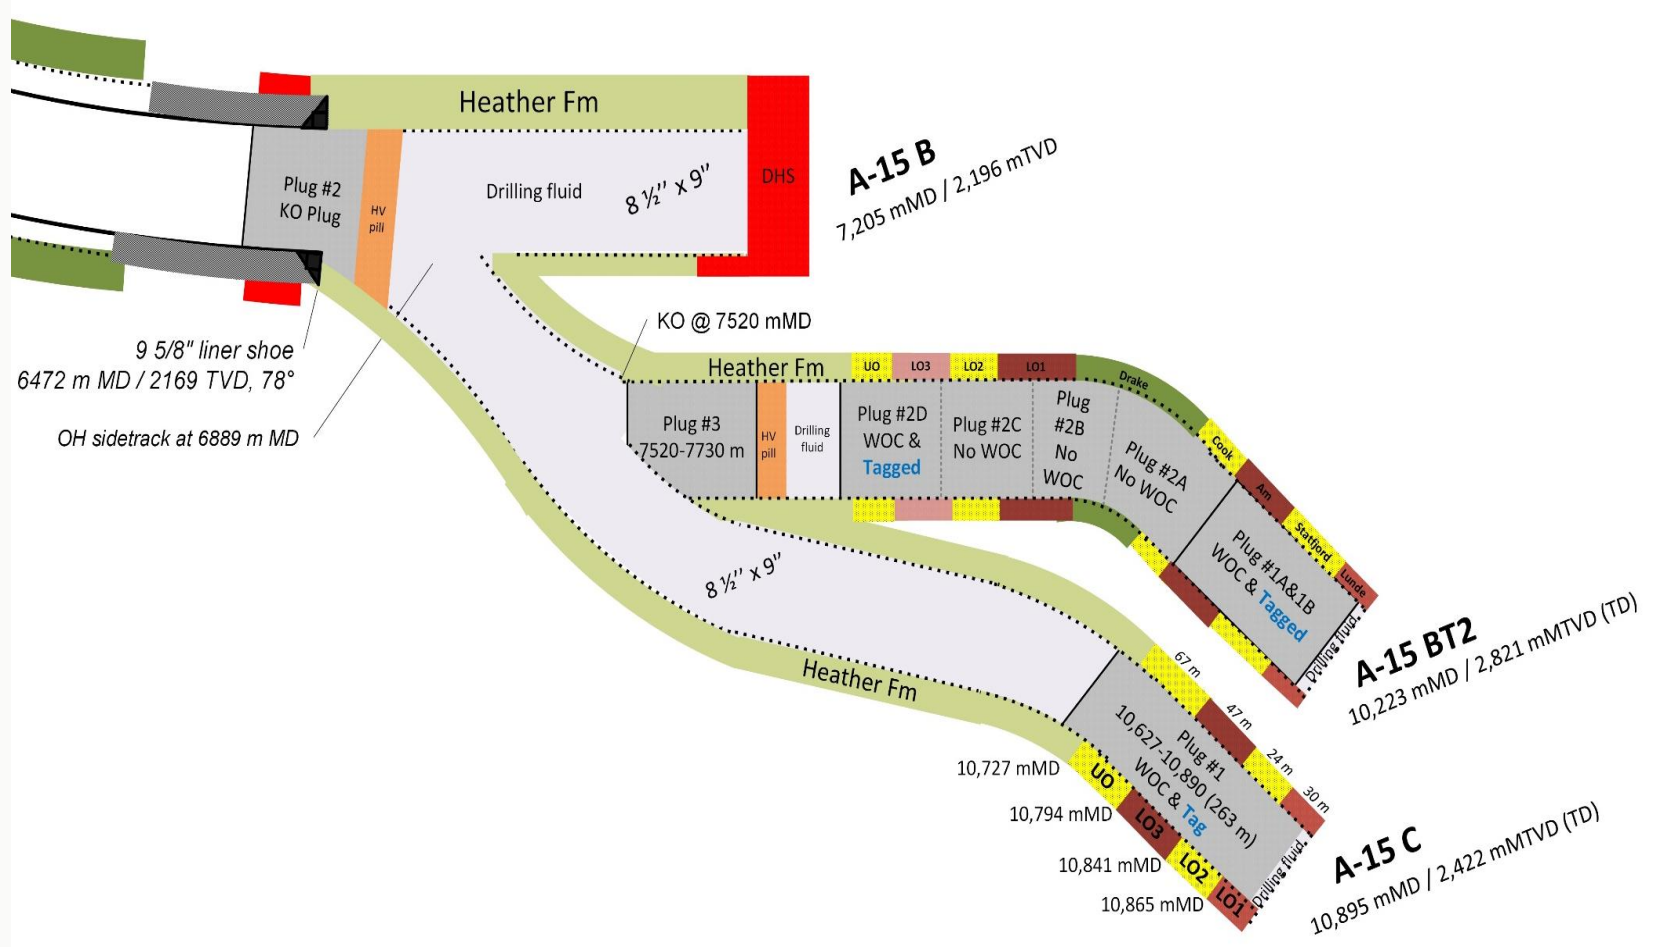 Heather Fm
Plug #2
KO Plug
HV
pill
Drilling fluid
8 ½’’ x 9’’
DHS
A-15 B
7,205 mMD / 2,196 mTVD
9 5/8" liner shoe
6472 m MD / 2169 TVD, 78°
OH sidetrack at 6889 m MD
KO @ 7520 mMD
Heather Fm
UO
LO3
LO2
LO1
Drake
Cook
Am
Statfjord
Lunde
Plug #3
7520-7730 m
HV
pill
Drilling
fluid
Plug #2D
WOC &
Tagged
Plug #2C
No WOC
Plug
#2B
No
WOC
Plug #2A
No WOC
Plug #1A&1B
WOC & Tagged
Drilling fluid
A-15 BT2
10,223 mMD / 2,821 mMTVD (TD)
8 ½’’ x 9’’
Heather Fm
67 m
47 m
24 m
30 m
Plug #1
10,627-10,890 (263 m)
WOC & Tag
10,727 mMD
UO
10,794 mMD
LO3
10,841 mMD
LO2
10,865 mMD
LO1
Drilling fluid
A-15 C
10,895 mMD / 2,422 mMTVD (TD)